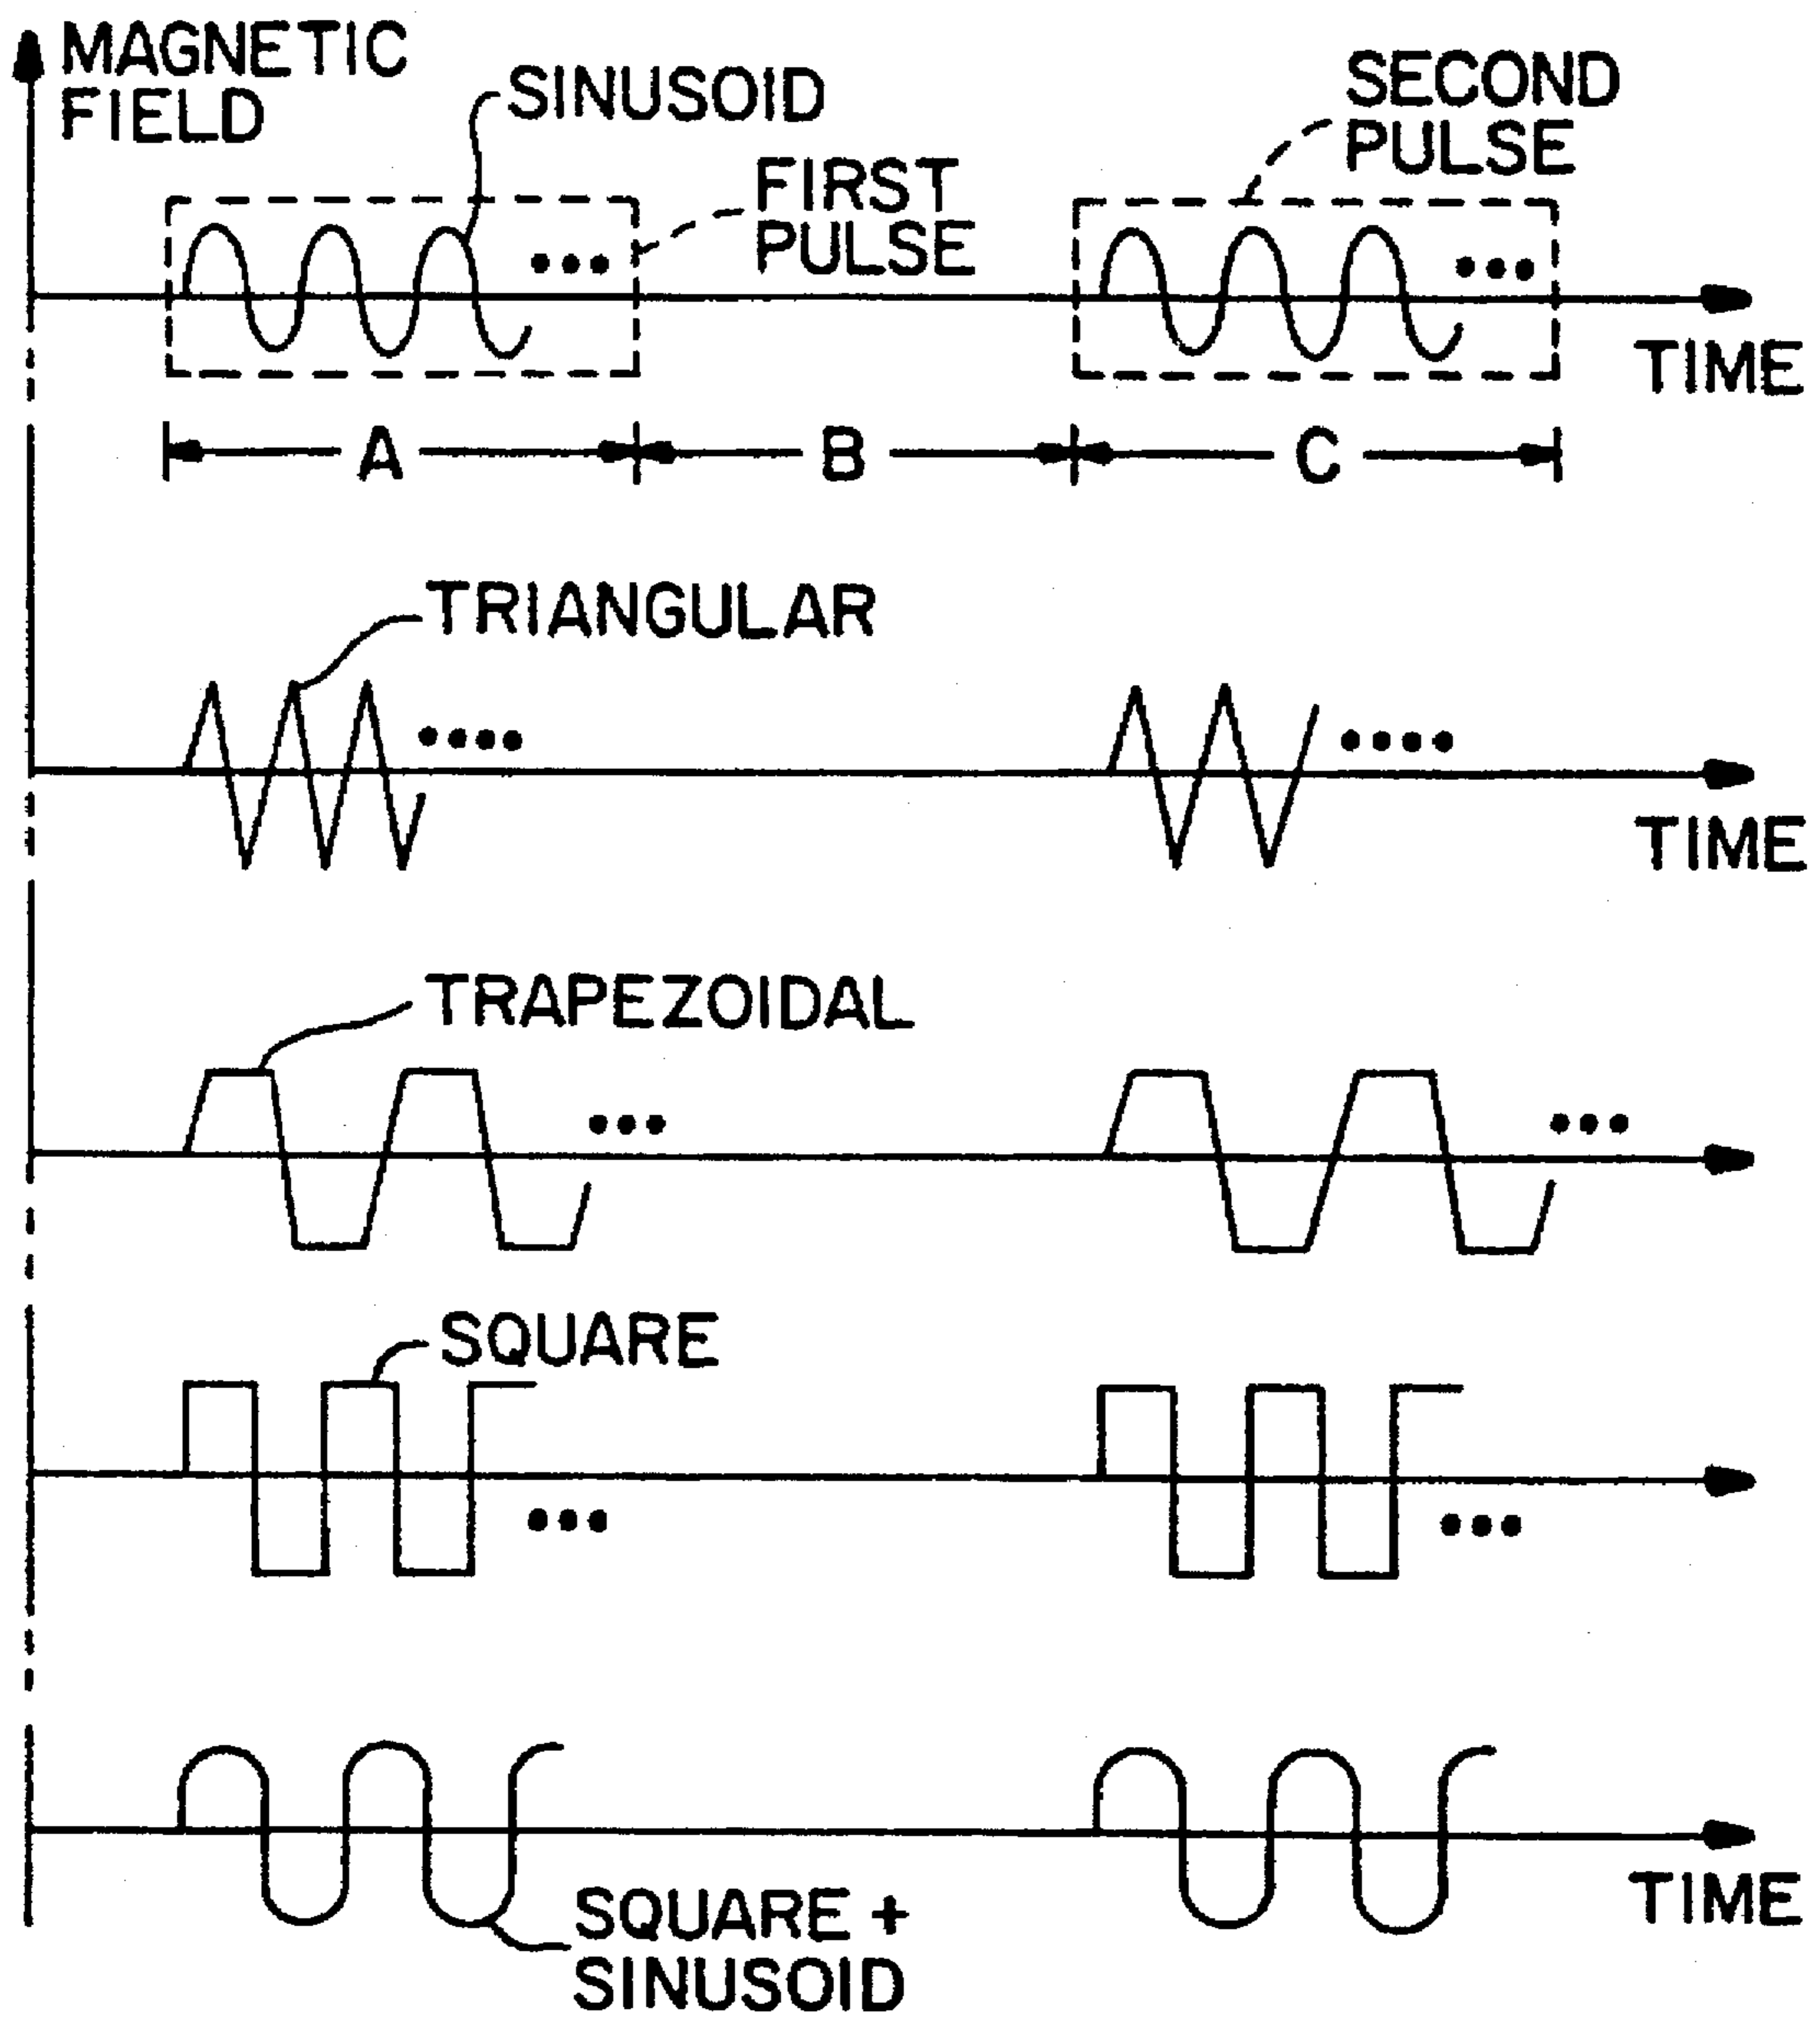 MAGNETIC
FIELD
SINUSOID
FIRST
PULSE
SECOND
PULSE
TIME
A
B
C
TRIANGULAR
TIME
TRAPEZOIDAL
SQUARE
TIME
SQUARE +
SINUSOID